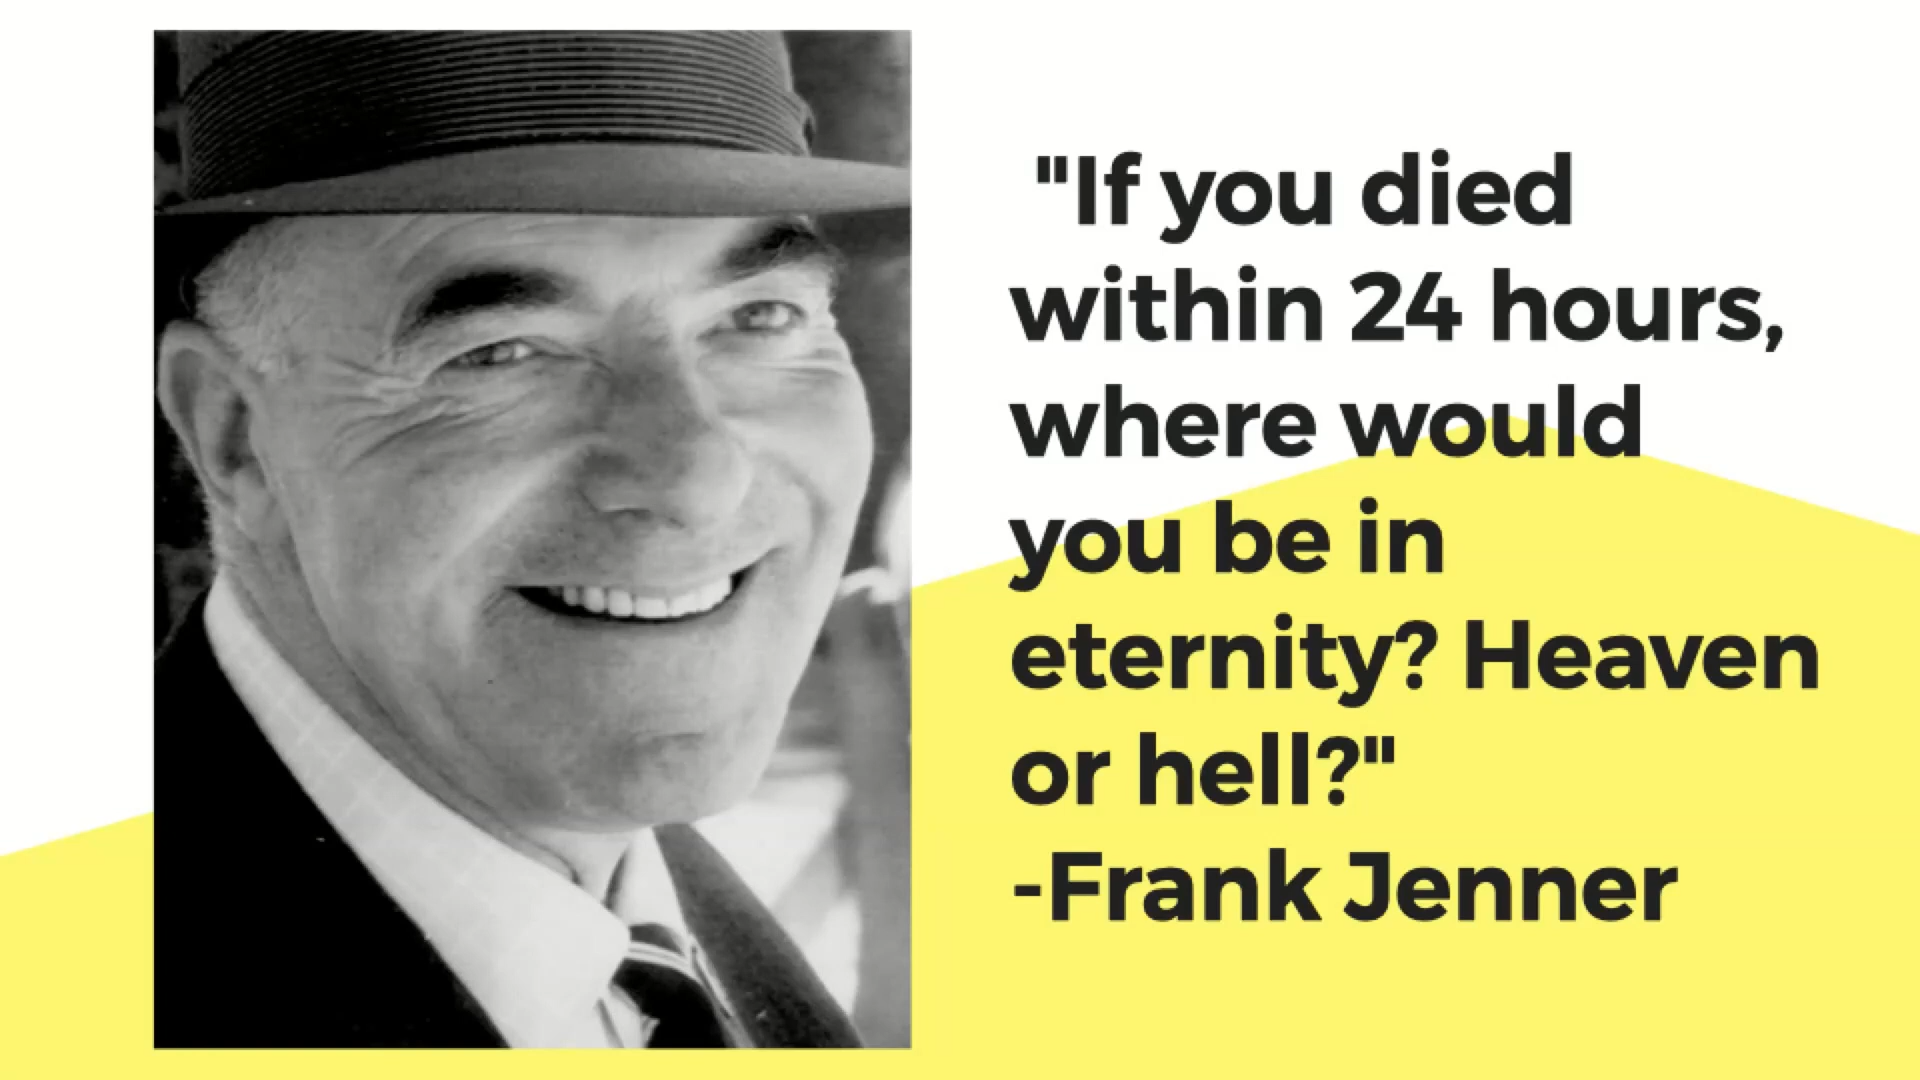 "If you died
within 24 hours,
where would
you be in
eternity? Heaven
or hell?"
-Frank Jenner